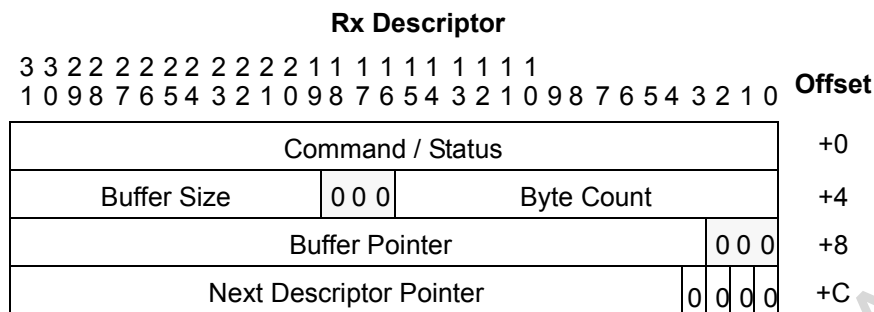 Rx Descriptor
3 3 2 2 2 2 2 2 2 2 2 2 1 1 1 1 1 1 1 1 1 1
1 0 9 8 7 6 5 4 3 2 1 0 9 8 7 6 5 4 3 2 1 0 9 8 7 6 5 4 3 2 1 0 Offset
Command / Status +0
Buffer Size 0 0 0 Byte Count +4
Buffer Pointer 0 0 0 +8
Next Descriptor Pointer 0 0 0 0 +C